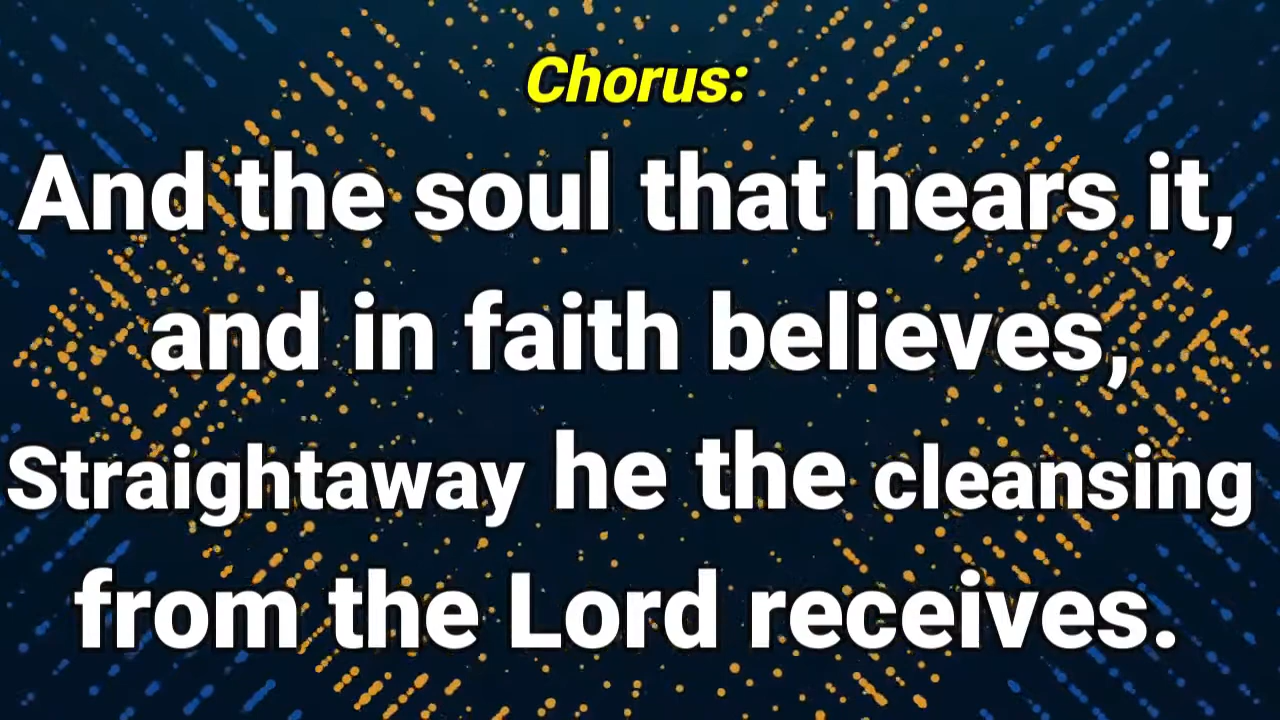 Chorus:
And the soul that hears it,
and in faith believes,
Straightaway he the cleansing
from the Lord receives.